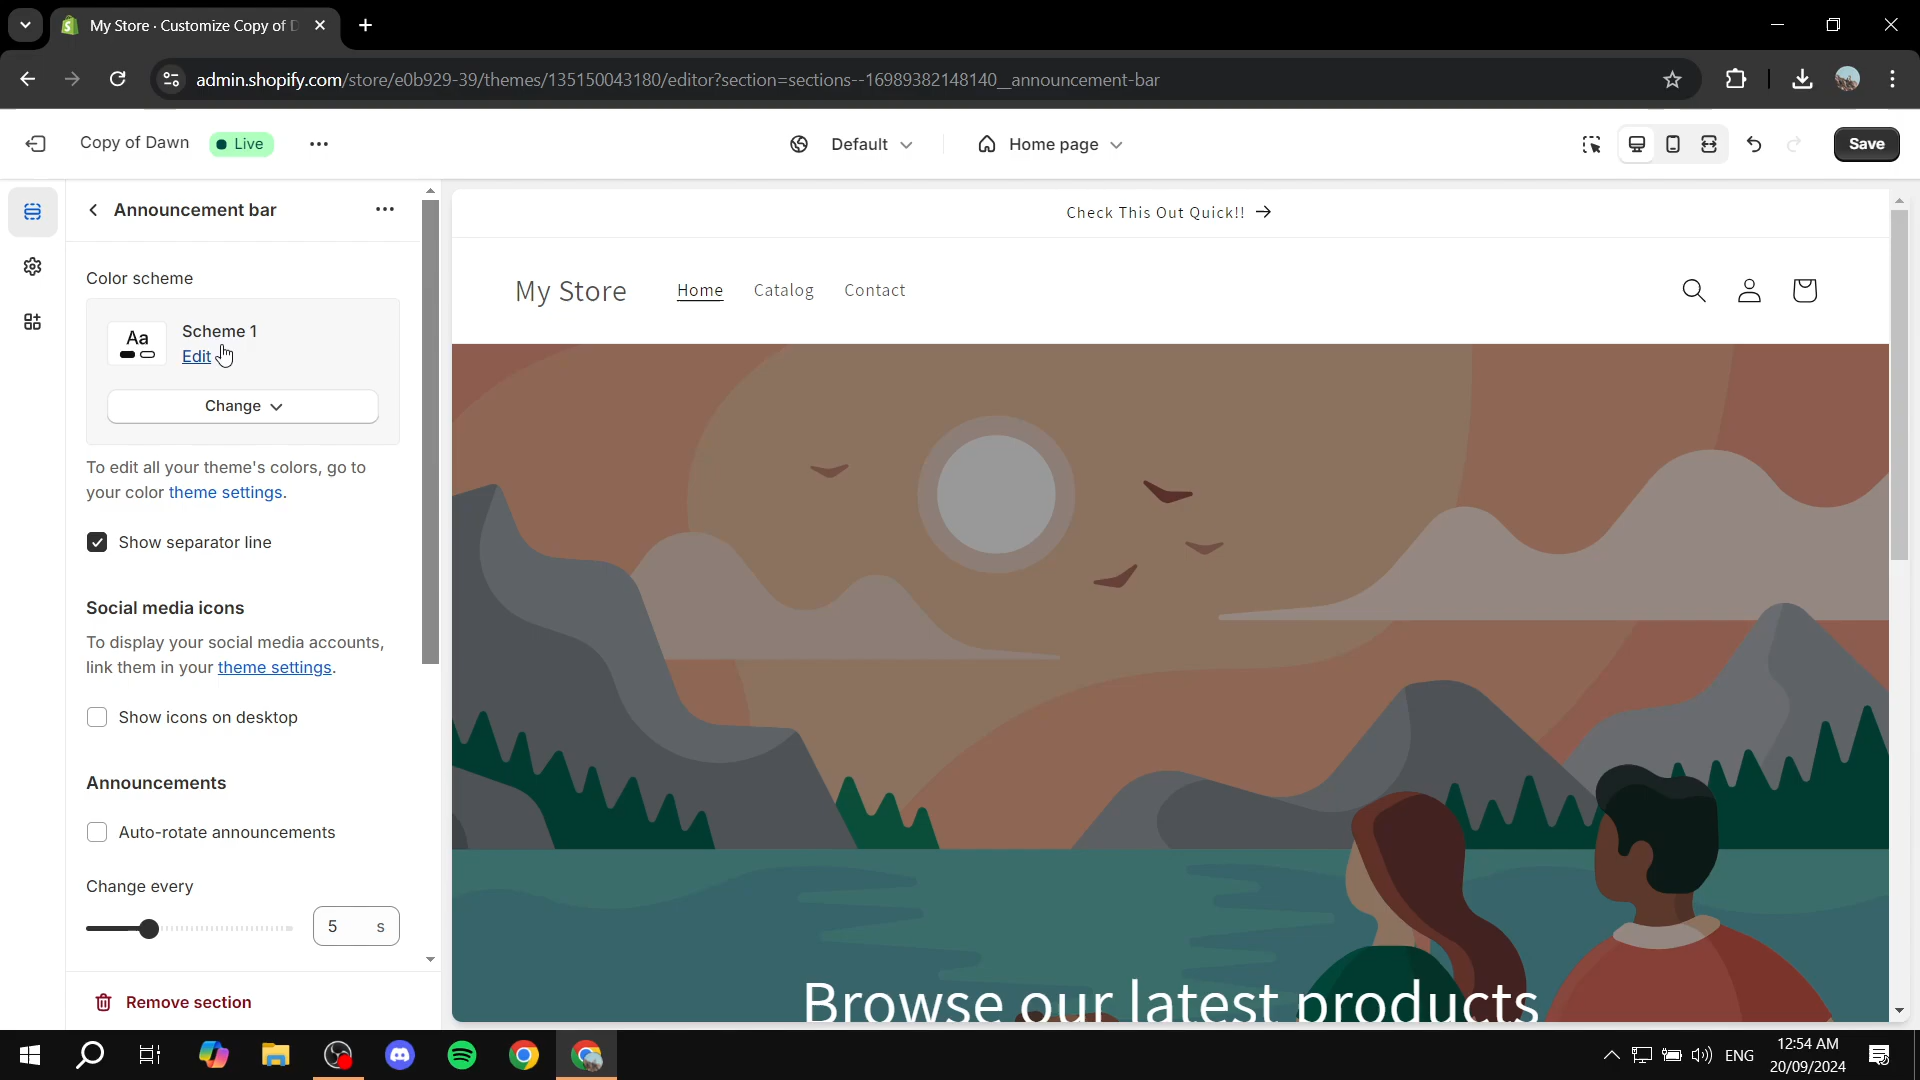 My Store · Customize Copy of D
admin.shopify.com/store/e0b929-39/themes/135150043180/editor?section=sections--16989382148140__announcement-bar
Copy of Dawn
Live
Default
Home page
Save
Announcement bar
Color scheme
Aa
Scheme 1
Edit
Change
To edit all your theme's colors, go to
your color theme settings.
Show separator line
Social media icons
To display your social media accounts,
link them in your theme settings.
Show icons on desktop
Announcements
Auto-rotate announcements
Change every
5 s
Remove section
Check This Out Quick!!
My Store
Home
Catalog
Contact
Browse our latest products
ENG
12:54 AM
20/09/2024